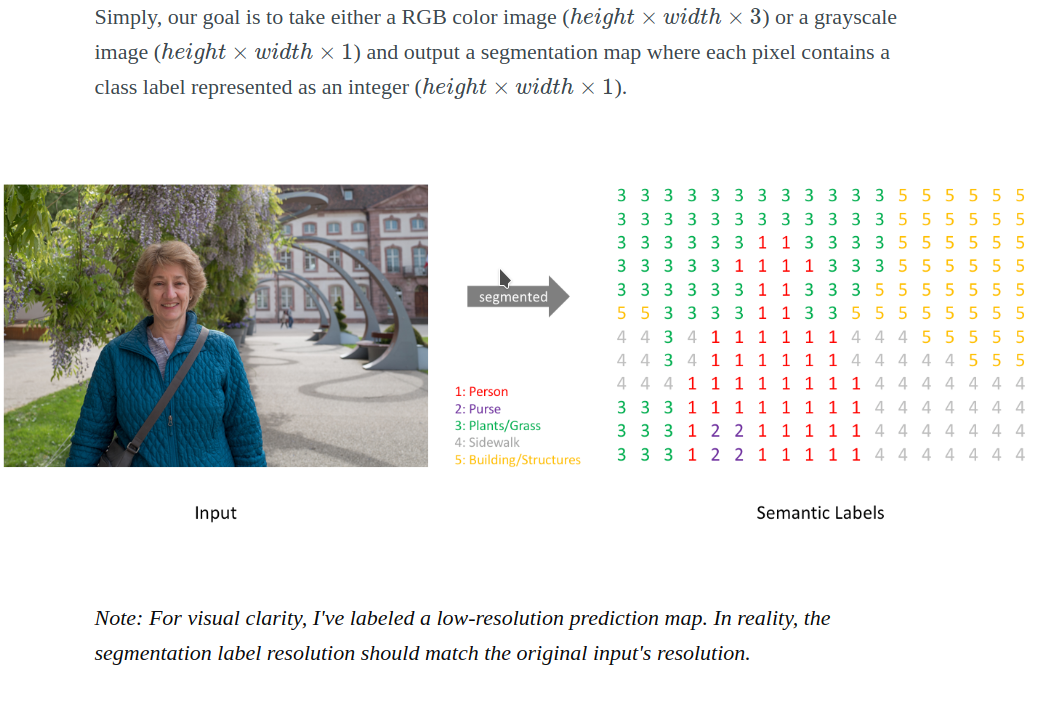 Simply, our goal is to take either a RGB color image (height × width × 3) or a grayscale
image (height × width × 1) and output a segmentation map where each pixel contains a
class label represented as an integer (height × width × 1).
segmented
1: Person
2: Purse
3: Plants/Grass
4: Sidewalk
5: Building/Structures
3 3 3 3 3 3 3 3 3 3 3 3 5 5 5 5 5 5
3 3 3 3 3 3 3 3 3 3 3 3 5 5 5 5 5 5
3 3 3 3 3 3 1 1 3 3 3 3 5 5 5 5 5 5
3 3 3 3 3 1 1 1 1 3 3 3 5 5 5 5 5 5
3 3 3 3 3 3 1 1 3 3 3 5 5 5 5 5 5 5
5 5 3 3 3 3 1 1 3 3 5 5 5 5 5 5 5 5
4 4 3 4 1 1 1 1 1 1 4 4 4 5 5 5 5 5
4 4 3 4 1 1 1 1 1 1 4 4 4 4 4 5 5 5
4 4 4 1 1 1 1 1 1 1 1 4 4 4 4 4 4 4
3 3 3 1 1 1 1 1 1 1 1 4 4 4 4 4 4 4
3 3 3 1 2 2 1 1 1 1 1 4 4 4 4 4 4 4
3 3 3 1 2 2 1 1 1 1 1 4 4 4 4 4 4 4
Input
Semantic Labels
Note: For visual clarity, I've labeled a low-resolution prediction map. In reality, the
segmentation label resolution should match the original input's resolution.